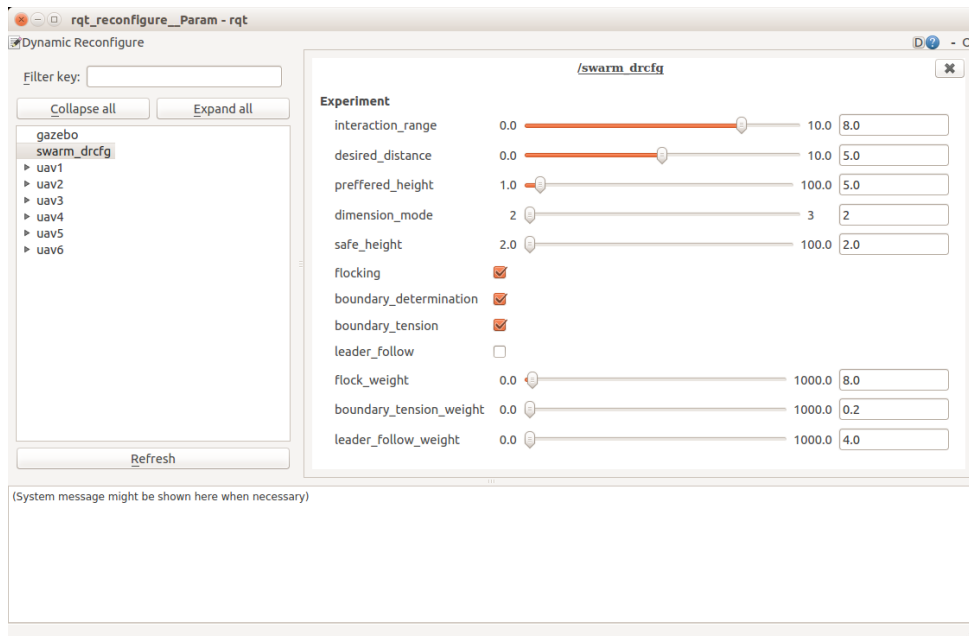 rqt_reconfigure__Param - rqt
Dynamic Reconfigure D ? - O
Filter key:
Collapse all Expand all
gazebo
swarm_drcfg
uav1
uav2
uav3
uav4
uav5
uav6
Refresh
/swarm_drcfg
Experiment
interaction_range 0.0 10.0 8.0
desired_distance 0.0 10.0 5.0
preffered_height 1.0 100.0 5.0
dimension_mode 2 3 2
safe_height 2.0 100.0 2.0
flocking
boundary_determination
boundary_tension
leader_follow
flock_weight 0.0 1000.0 8.0
boundary_tension_weight 0.0 1000.0 0.2
leader_follow_weight 0.0 1000.0 4.0
(System message might be shown here when necessary)